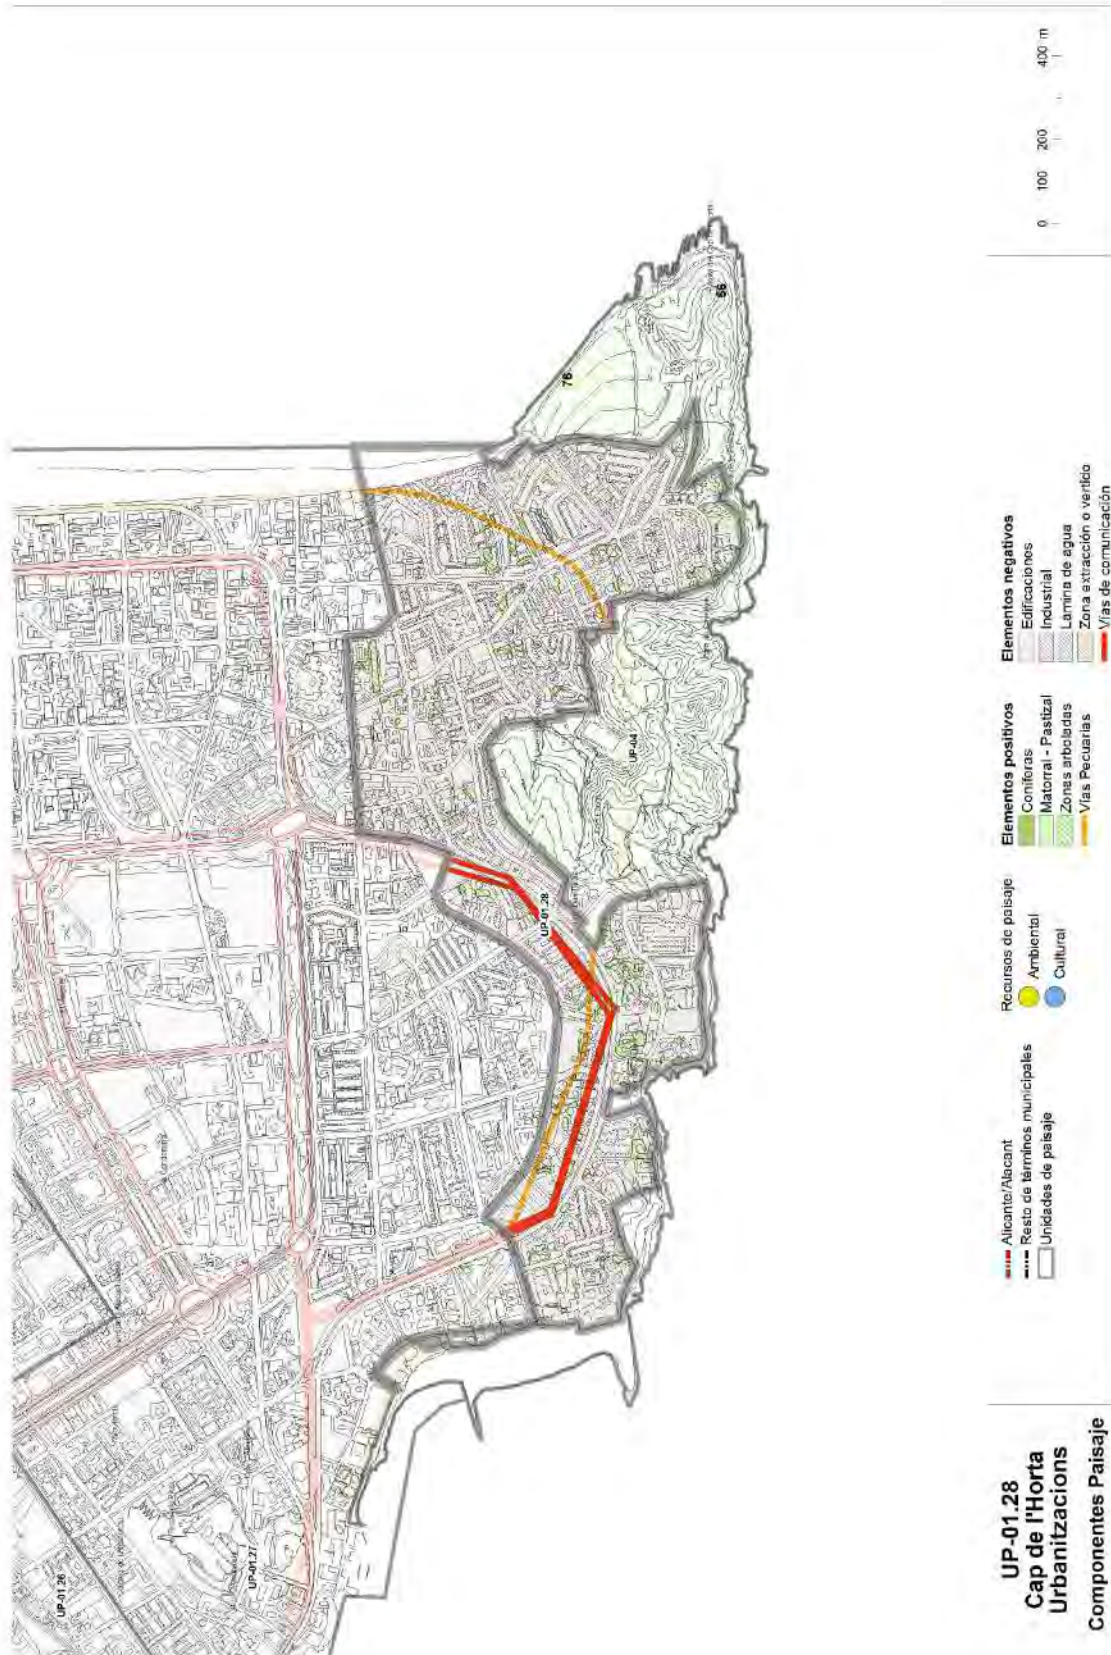 UP-01.26
UP-01.27
UP-01.28
UP-04
76
66
UP-01.28
Cap de l'Horta
Urbanitzacions
Componentes Paisaje
Alicante/Alacant
Resto de términos municipales
Unidades de paisaje
Recursos de paisaje
Ambiental
Cultural
Elementos positivos
Coníferas
Matorral - Pastizal
Zonas arboladas
Vías Pecuarias
Elementos negativos
Edificaciones
Industrial
Lamina de agua
Zona extracción o vertido
Vías de comunicación
0 100 200 400 m